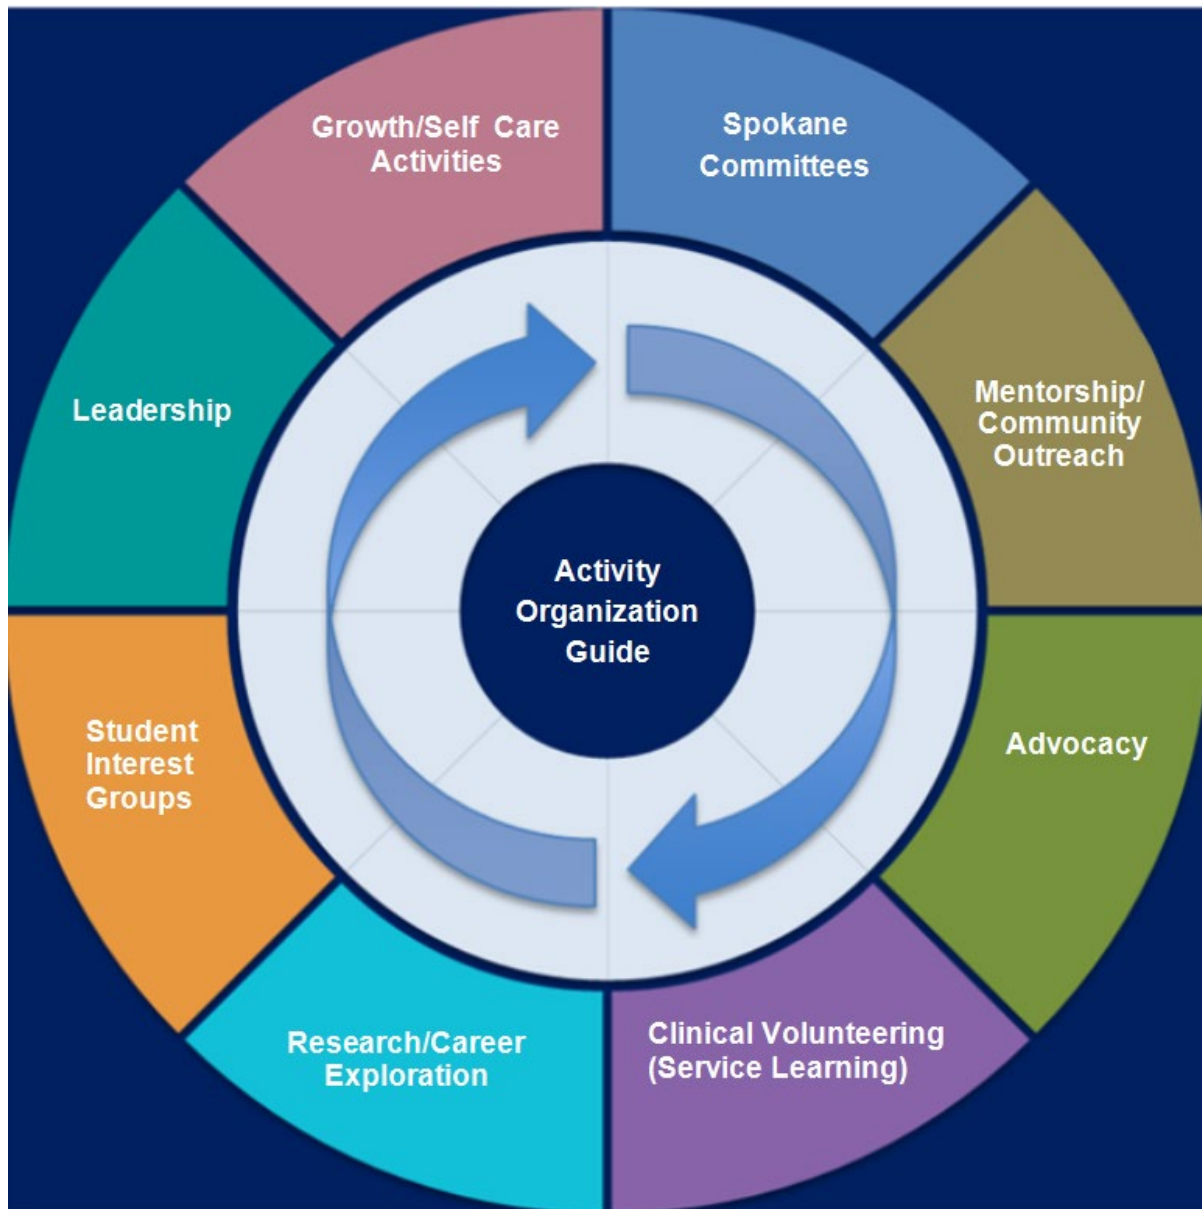 Growth/Self Care
Activities
Spokane
Committees
Mentorship/
Community
Outreach
Advocacy
Clinical Volunteering
(Service Learning)
Research/Career
Exploration
Student
Interest
Groups
Leadership
Activity
Organization
Guide